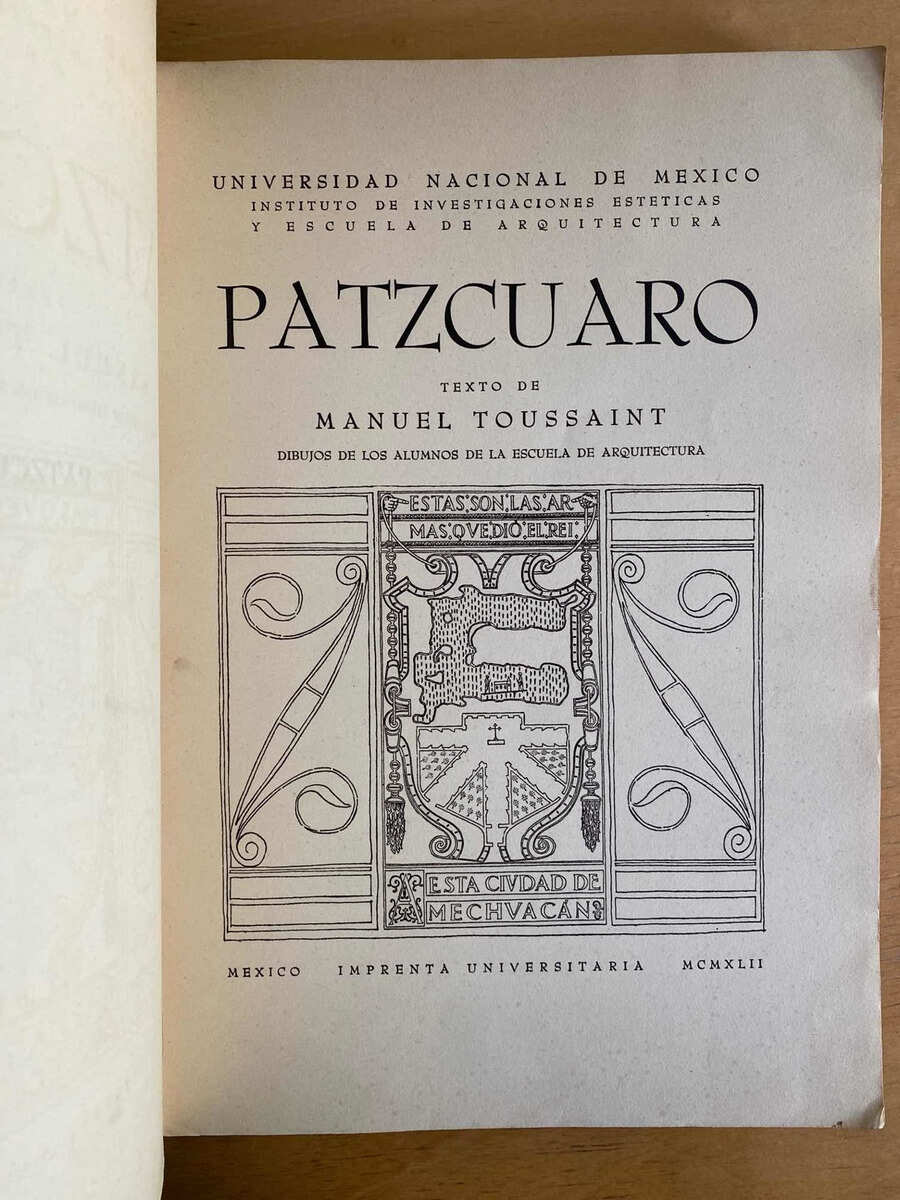 UNIVERSIDAD NACIONAL DE MEXICO
INSTITUTO DE INVESTIGACIONES ESTETICAS
Y ESCUELA DE ARQUITECTURA
PATZCUARO
TEXTO DE
MANUEL TOUSSAINT
DIBUJOS DE LOS ALUMNOS DE LA ESCUELA DE ARQUITECTURA
ESTAS:SON:LAS:AR
MAS:QVE:DIÓ:EL:REI:
A ESTA CIVDAD DE
MECHVACÁN
MEXICO IMPRENTA UNIVERSITARIA MCMXLII